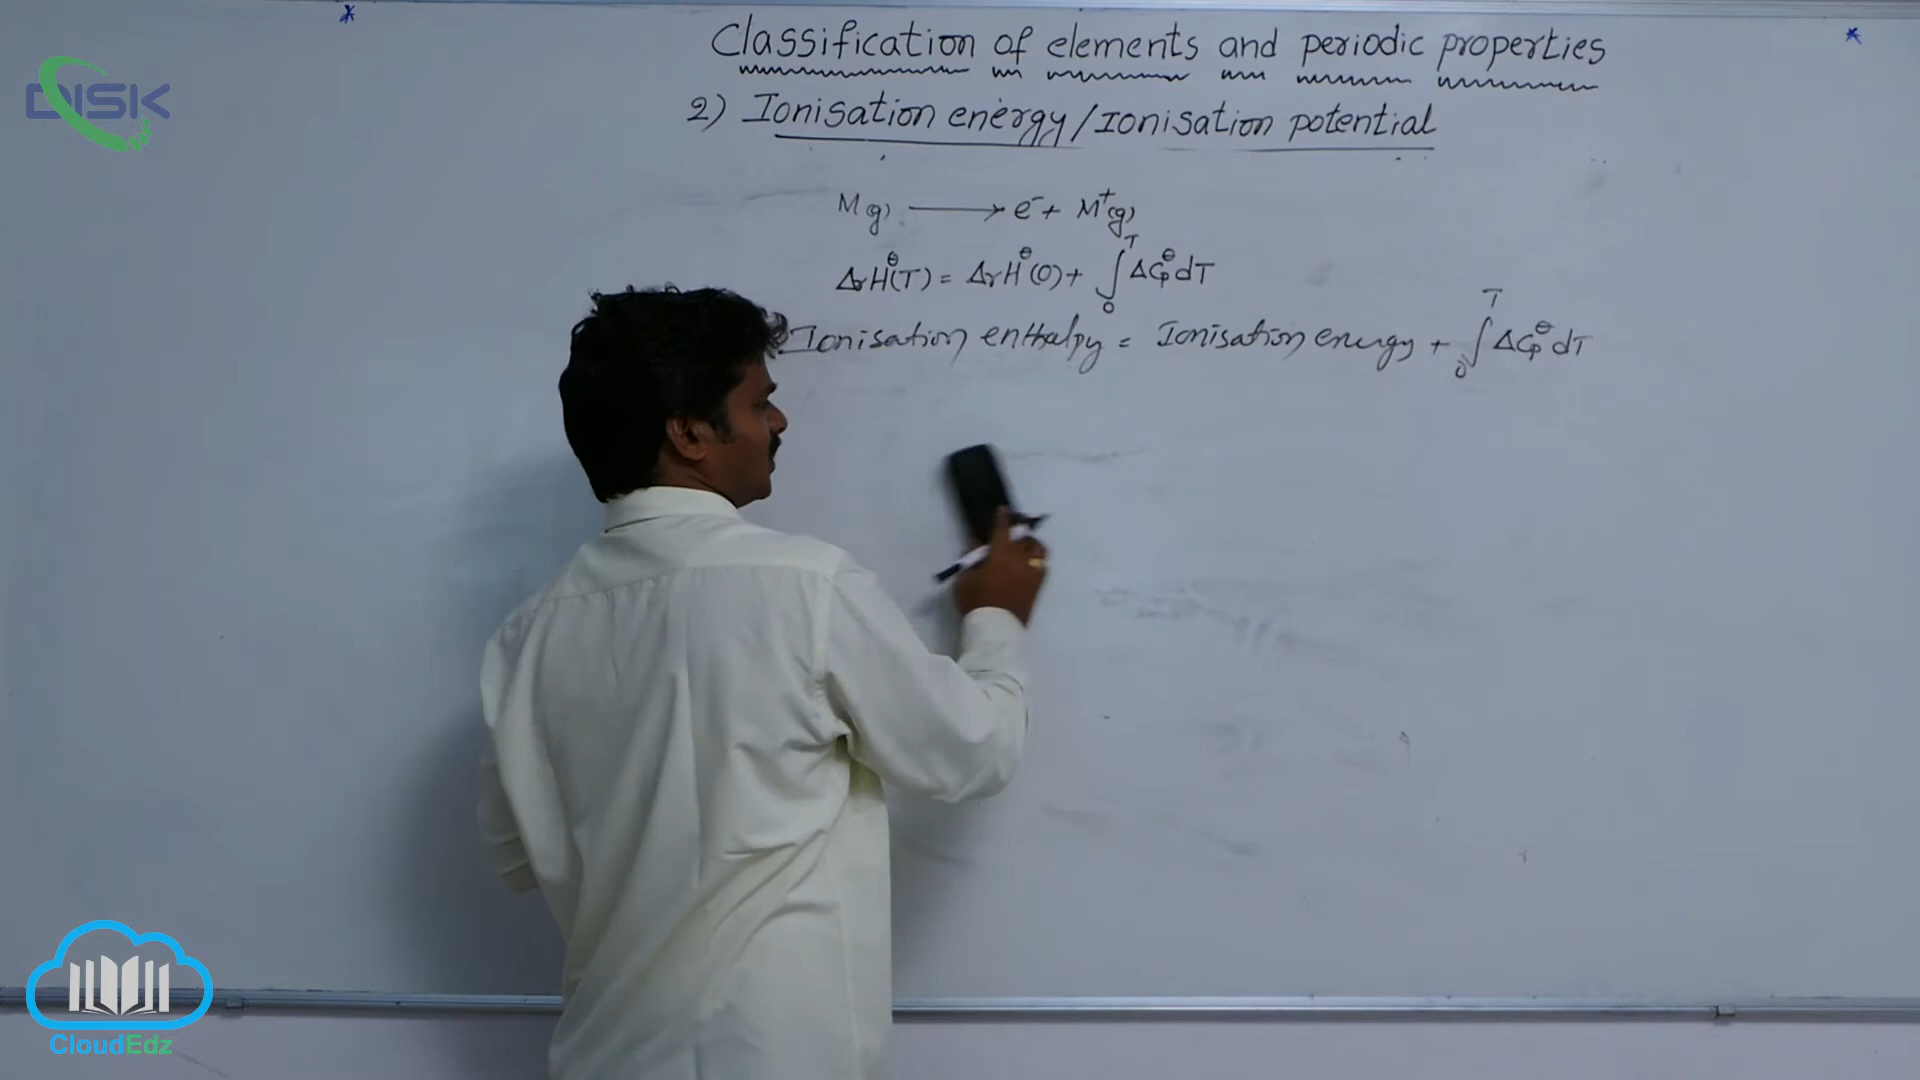 Classification of elements and periodic properties
2) Ionisation energy/Ionisation potential
M(g) ⟶ e⁻ + M⁺(g)
ΔrH^θ(T) = ΔrH^θ(0) + ∫₀ᵀ ΔCp^θ dT
Ionisation enthalpy = Ionisation energy + ∫₀ᵀ ΔCp^θ dT
DISK
CloudEdz